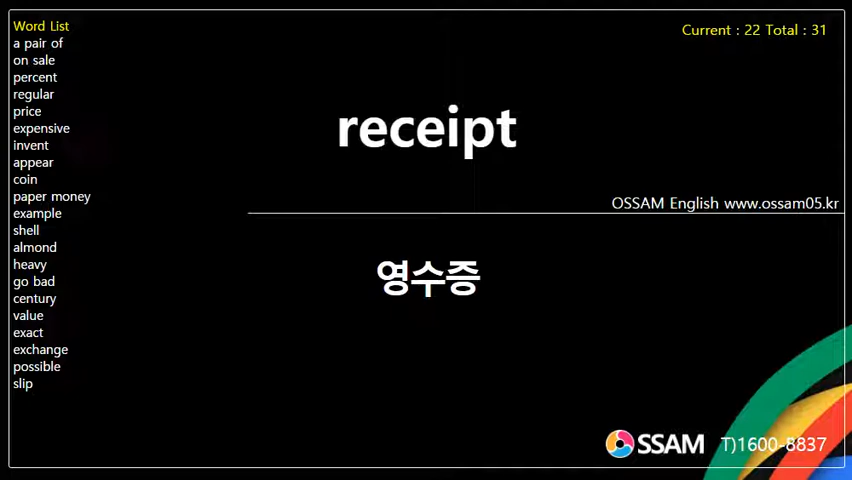 Word List
a pair of
on sale
percent
regular
price
expensive
invent
appear
coin
paper money
example
shell
almond
heavy
go bad
century
value
exact
exchange
possible
slip
Current : 22 Total : 31
receipt
OSSAM English www.ossam05.kr
영수증
OSSAM T)1600-8837